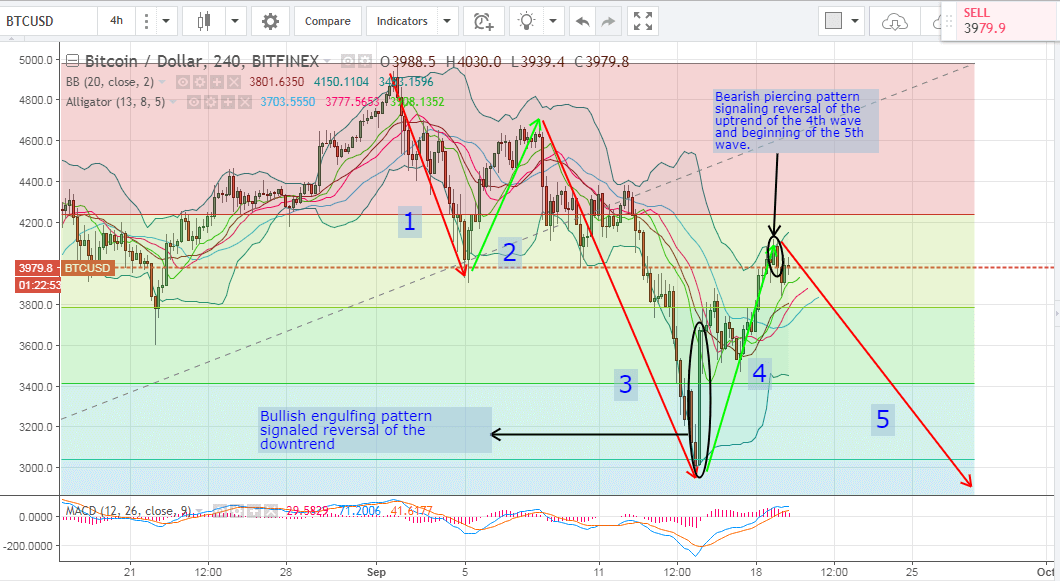 BTCUSD 4h Compare Indicators
SELL
3979.9
Bitcoin / Dollar, 240, BITFINEX O3988.5 H4030.0 L3939.4 C3979.8
BB (20, close, 2) 3801.6350 4150.1104
Alligator (13, 8, 5) 3703.5550 3777.5653
Bearish piercing pattern
signaling reversal of the
uptrend of the 4th wave
and beginning of the 5th
wave.
5000.0
4800.0
4600.0
4400.0
4200.0
3979.8 BTCUSD
01:22:53
3800.0
3600.0
3400.0
3200.0
3000.0
1
2
3
4
5
Bullish engulfing pattern
signaled reversal of the
downtrend
MACD (12, 26, close, 9) 29.5829 71.2006 41.6177
0.0000
-200.0000
21 12:00 28 Sep 5 11 12:00 18 12:00 25 Oct